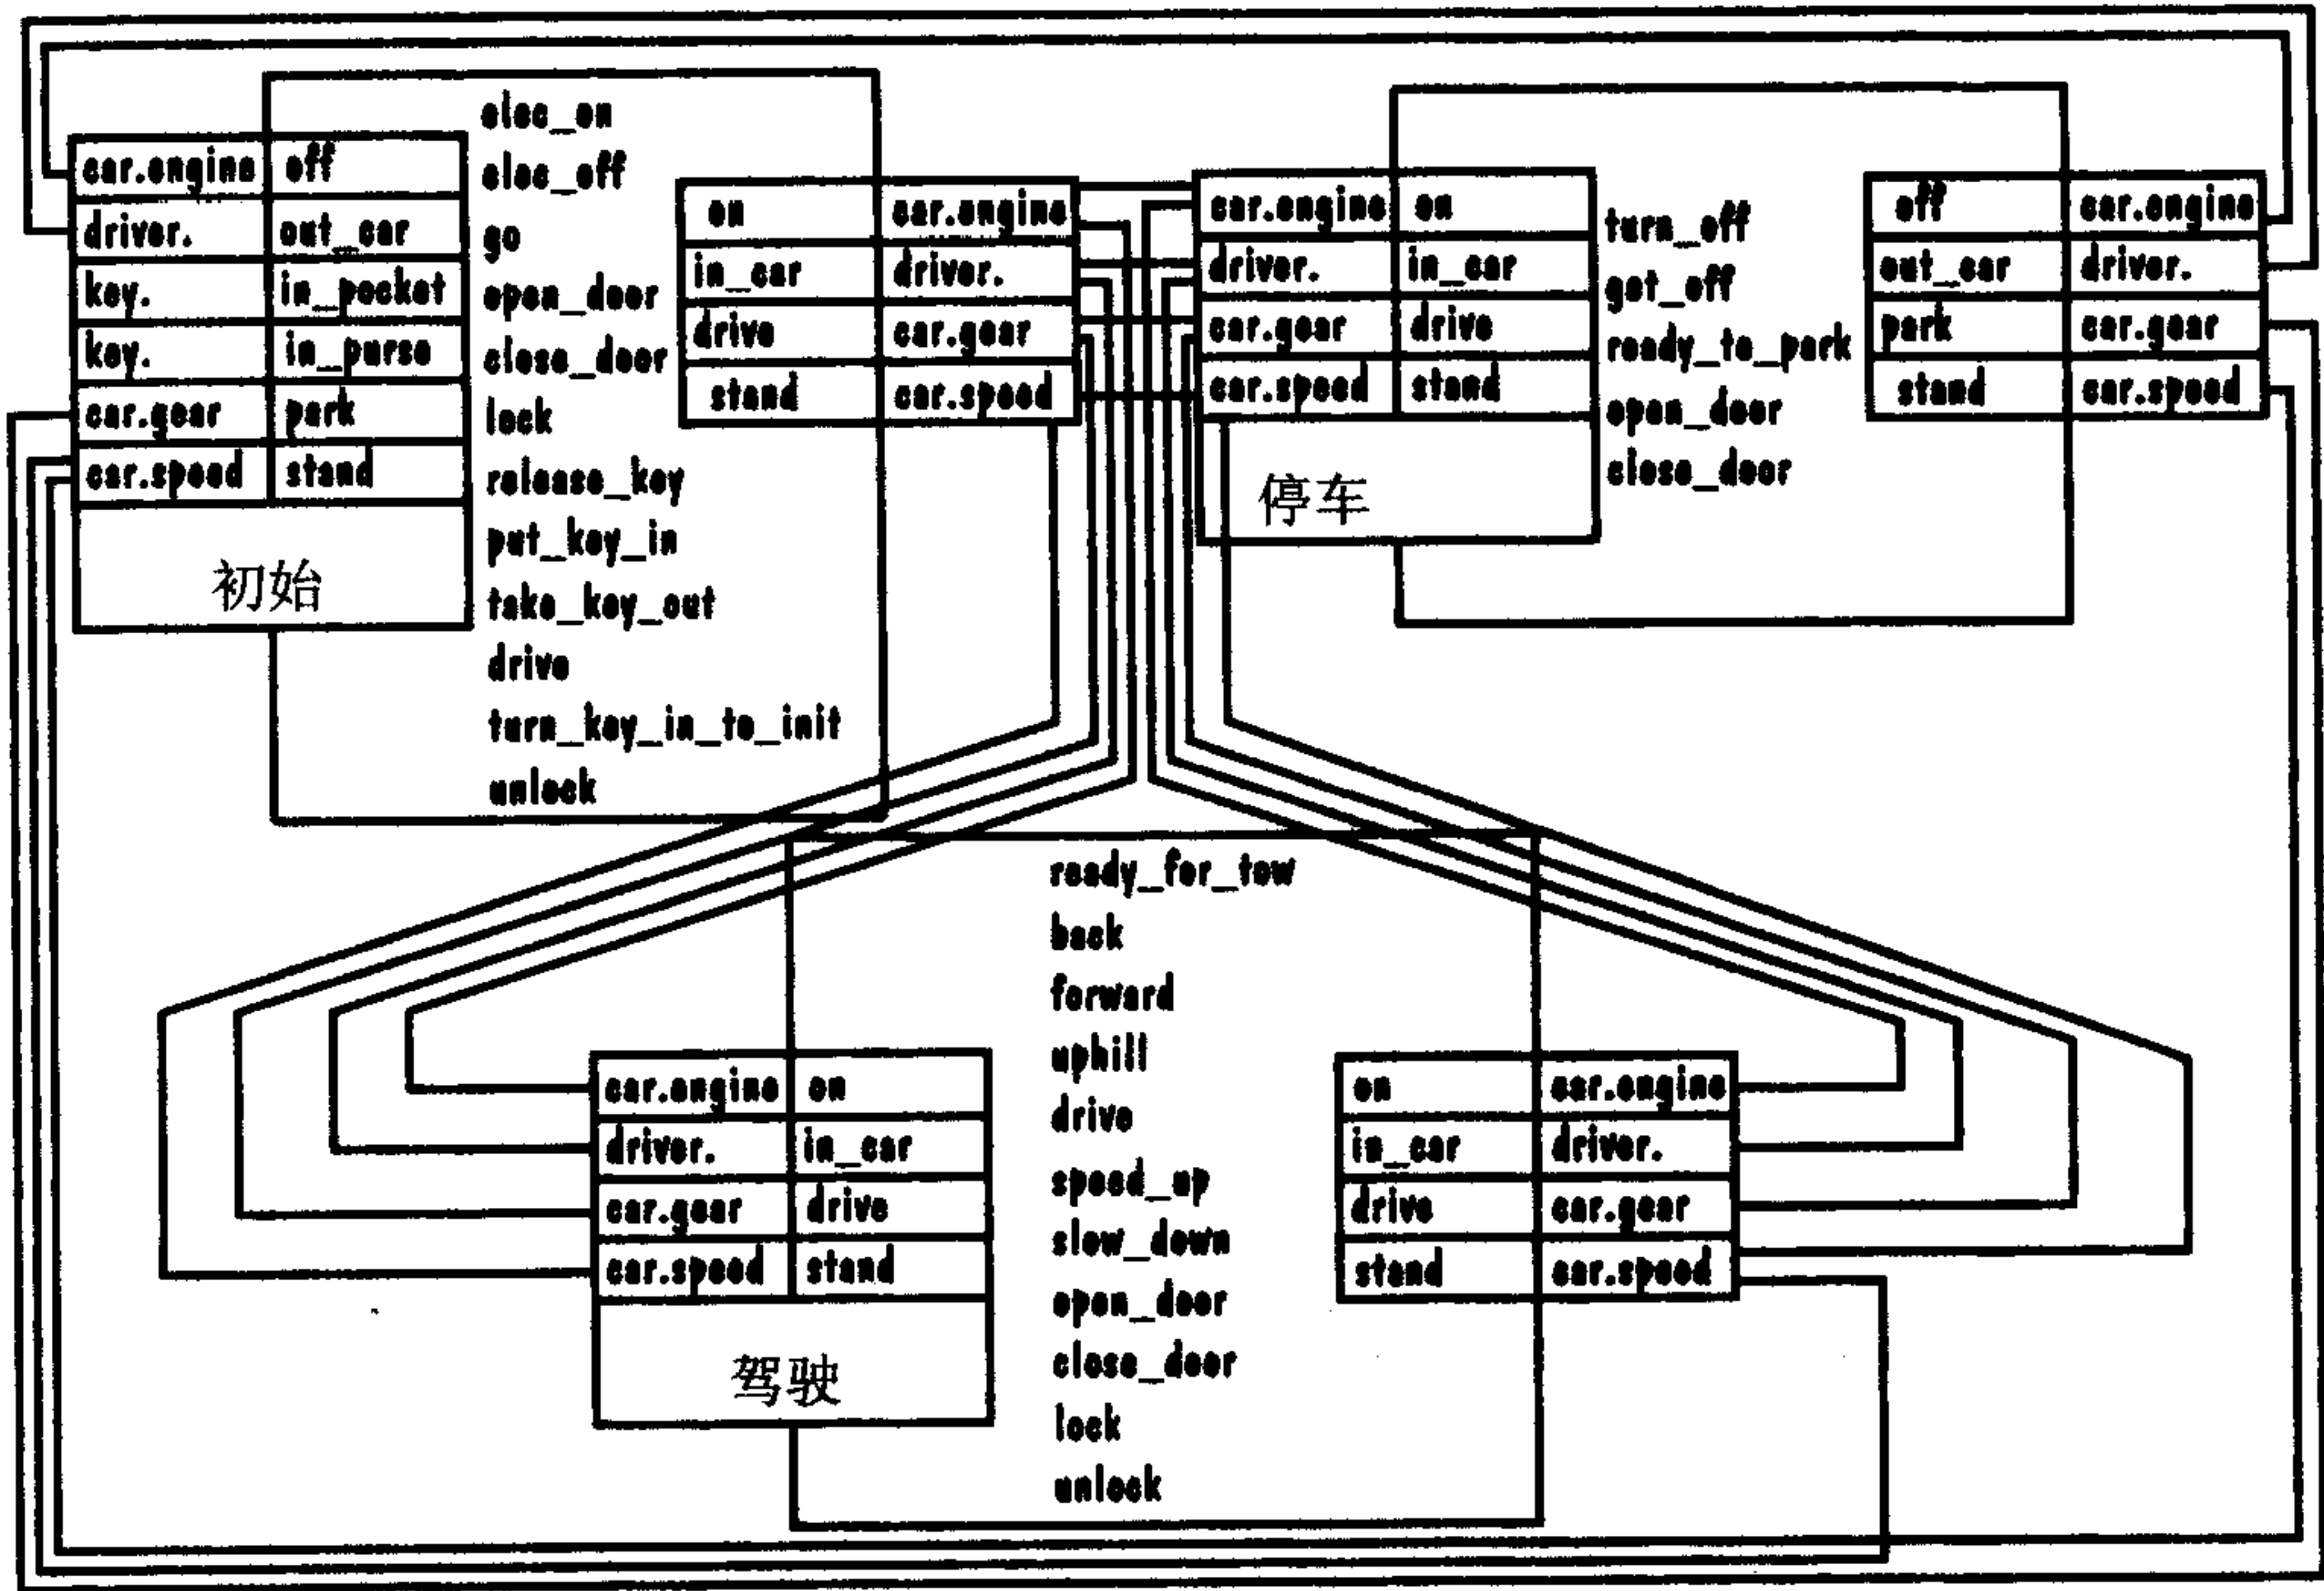 car.engine off
driver. out_car
key. in_pocket
key. in_purse
car.gear park
car.speed stand
初始
elec_on
elec_off
go
open_door
close_door
lock
release_key
put_key_in
take_key_out
drive
turn_key_in_to_init
unlock
on car.engine
in_car driver.
drive car.gear
stand car.speed
car.engine on
driver. in_car
car.gear drive
car.speed stand
停车
turn_off
get_off
ready_to_park
open_door
close_door
off car.engine
out_car driver.
park car.gear
stand car.speed
car.engine on
driver. in_car
car.gear drive
car.speed stand
驾驶
ready_for_tow
back
forward
uphill
drive
speed_up
slow_down
open_door
close_door
lock
unlock
on car.engine
in_car driver.
drive car.gear
stand car.speed